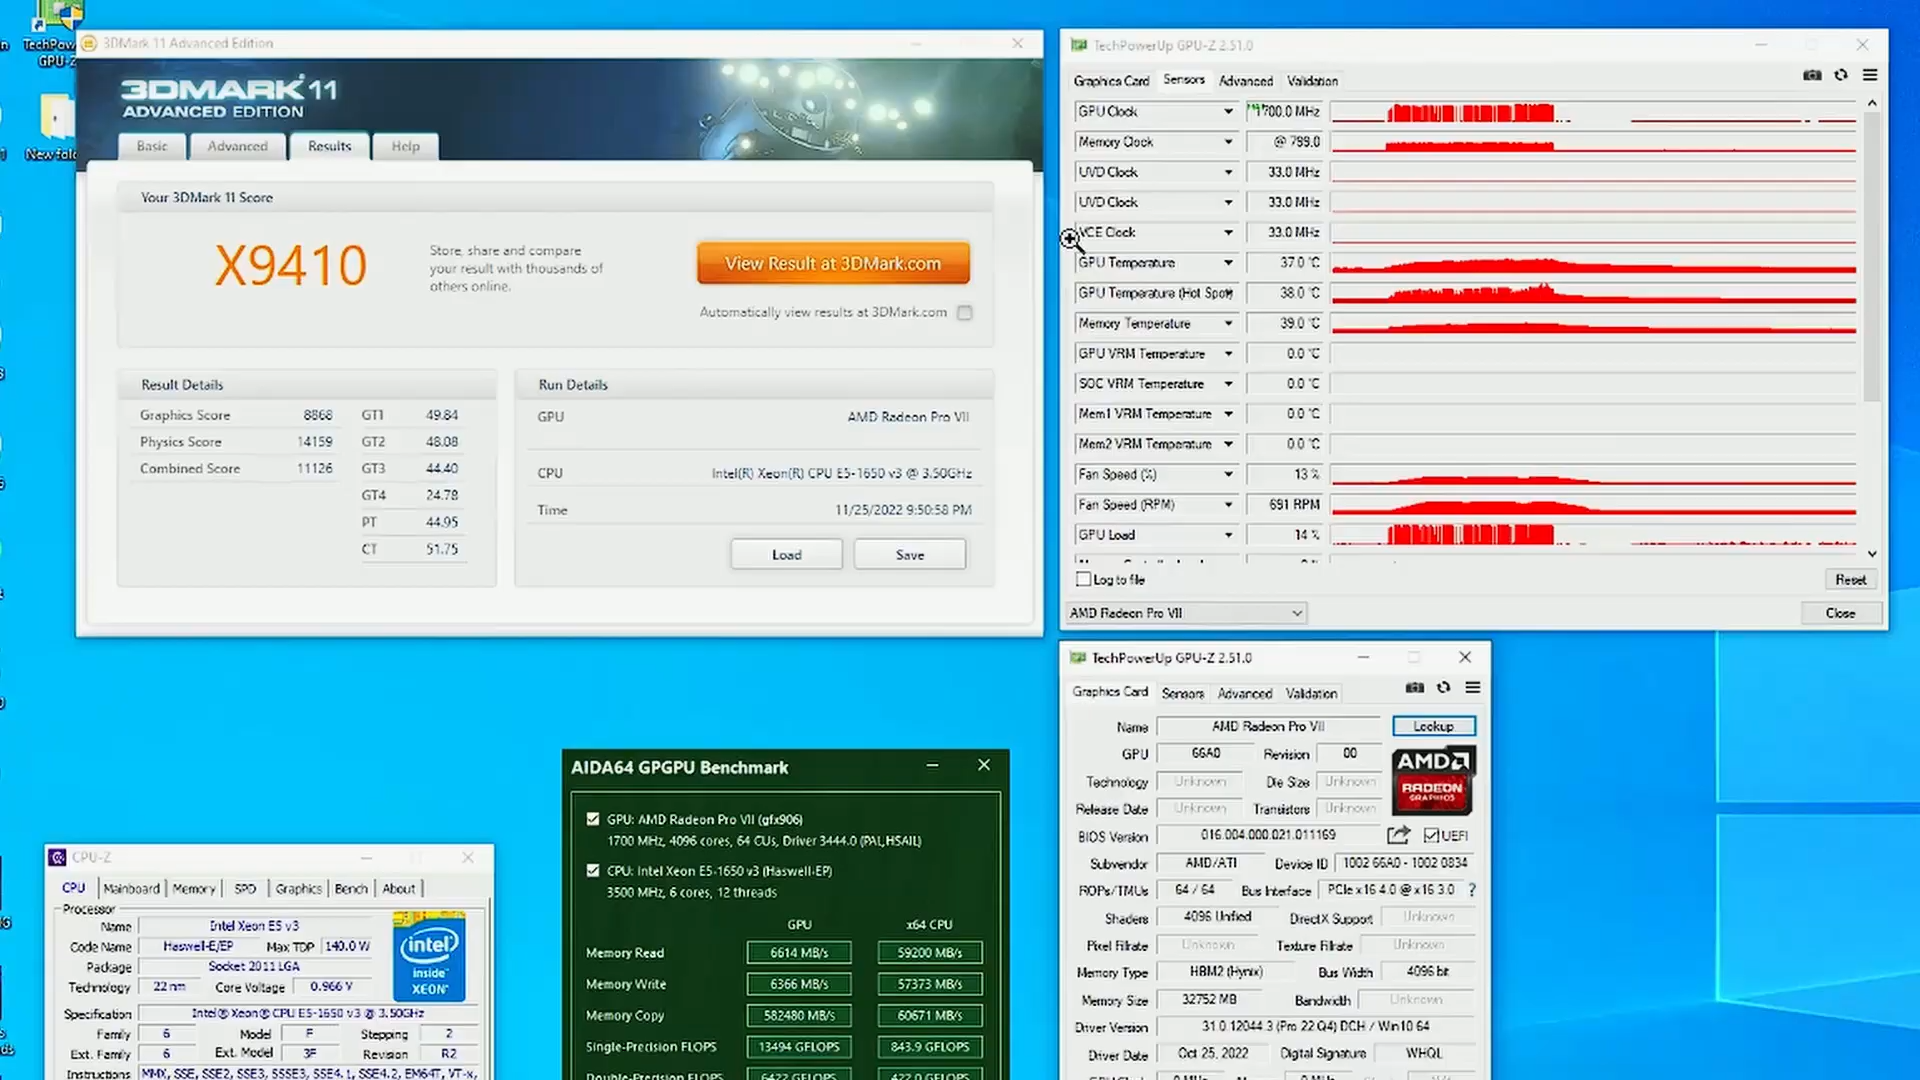 TechPow
GPU-Z
New fold
3DMark 11 Advanced Edition
3DMARK 11
ADVANCED EDITION
Basic Advanced Results Help
Your 3DMark 11 Score
X9410
Store, share and compare
your result with thousands of
others online.
View Result at 3DMark.com
Automatically view results at 3DMark.com
Result Details
Graphics Score 8868 GT1 49.84
Physics Score 14159 GT2 48.08
Combined Score 11126 GT3 44.40
GT4 24.78
PT 44.95
CT 51.75
Run Details
GPU AMD Radeon Pro VII
CPU Intel(R) Xeon(R) CPU E5-1650 v3 @ 3.50GHz
Time 11/25/2022 9:50:58 PM
Load Save
TechPowerUp GPU-Z 2.51.0
Graphics Card Sensors Advanced Validation
GPU Clock 1700.0 MHz
Memory Clock @ 799.0
UVD Clock 33.0 MHz
UVD Clock 33.0 MHz
VCE Clock 33.0 MHz
GPU Temperature 37.0 °C
GPU Temperature (Hot Spot) 38.0 °C
Memory Temperature 39.0 °C
GPU VRM Temperature 0.0 °C
SOC VRM Temperature 0.0 °C
Mem1 VRM Temperature 0.0 °C
Mem2 VRM Temperature 0.0 °C
Fan Speed (%) 13 %
Fan Speed (RPM) 691 RPM
GPU Load 14 %
Log to file Reset
AMD Radeon Pro VII Close
TechPowerUp GPU-Z 2.51.0
Graphics Card Sensors Advanced Validation
Name AMD Radeon Pro VII Lookup
GPU 66A0 Revision 00
Technology Unknown Die Size Unknown
Release Date Unknown Transistors Unknown
BIOS Version 016.004.000.021.011169 UEFI
Subvendor AMD/ATI Device ID 1002 66A0 - 1002 0834
ROPs/TMUs 64 / 64 Bus Interface PCIe x16 4.0 @ x16 3.0 ?
Shaders 4096 Unified DirectX Support Unknown
Pixel Fillrate Unknown Texture Fillrate Unknown
Memory Type HBM2 (Hynix) Bus Width 4096 bit
Memory Size 32752 MB Bandwidth Unknown
Driver Version 31.0.12044.3 (Pro 22.Q4) DCH / Win10 64
Driver Date Oct 25, 2022 Digital Signature WHQL
AMD
RADEON
GRAPHICS
AIDA64 GPGPU Benchmark
GPU: AMD Radeon Pro VII (gfx906)
1700 MHz, 4096 cores, 64 CUs, Driver 3444.0 (PAL,HSAIL)
CPU: Intel Xeon E5-1650 v3 (Haswell-EP)
3500 MHz, 6 cores, 12 threads
GPU x64 CPU
Memory Read 6614 MB/s 59200 MB/s
Memory Write 6366 MB/s 57373 MB/s
Memory Copy 582480 MB/s 60671 MB/s
Single-Precision FLOPS 13494 GFLOPS 843.9 GFLOPS
Double-Precision FLOPS 6422 GFLOPS 422.0 GFLOPS
CPU-Z
CPU Mainboard Memory SPD Graphics Bench About
Processor
Name Intel Xeon E5 v3
Code Name Haswell-E/EP Max TDP 140.0 W
Package Socket 2011 LGA
Technology 22 nm Core Voltage 0.966 V
Specification Intel® Xeon® CPU E5-1650 v3 @ 3.50GHz
Family 6 Model F Stepping 2
Ext. Family 6 Ext. Model 3F Revision R2
Instructions MMX, SSE, SSE2, SSE3, SSSE3, SSE4.1, SSE4.2, EM64T, VT-x,
intel
inside
XEON